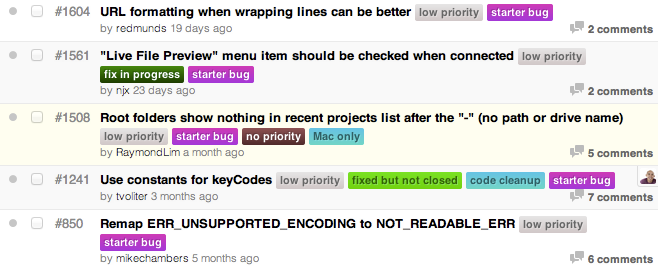 #1604 URL formatting when wrapping lines can be better low priority starter bug
by redmunds 19 days ago 2 comments
#1561 "Live File Preview" menu item should be checked when connected low priority
fix in progress starter bug
by njx 23 days ago 2 comments
#1508 Root folders show nothing in recent projects list after the "-" (no path or drive name)
low priority starter bug no priority Mac only
by RaymondLim a month ago 5 comments
#1241 Use constants for keyCodes low priority fixed but not closed code cleanup starter bug
by tvoliter 3 months ago 7 comments
#850 Remap ERR_UNSUPPORTED_ENCODING to NOT_READABLE_ERR low priority
starter bug
by mikechambers 5 months ago 6 comments